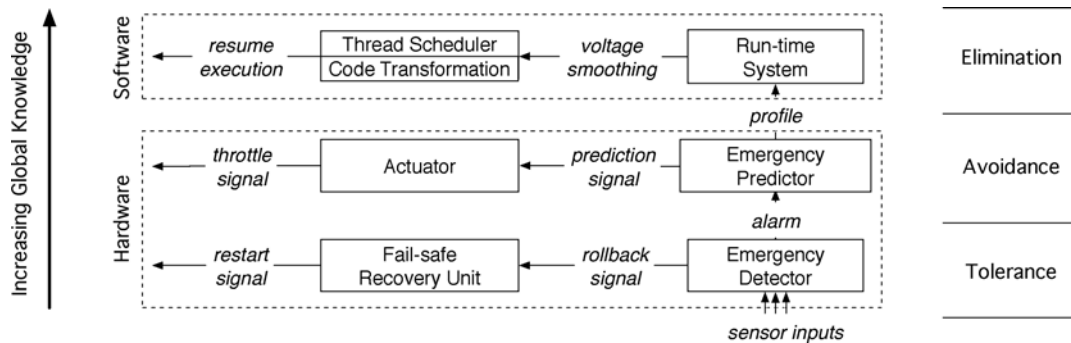 Increasing Global Knowledge
Software
resume
execution
Thread Scheduler
Code Transformation
voltage
smoothing
Run-time
System
Elimination
profile
Hardware
throttle
signal
Actuator
prediction
signal
Emergency
Predictor
Avoidance
alarm
restart
signal
Fail-safe
Recovery Unit
rollback
signal
Emergency
Detector
Tolerance
sensor inputs